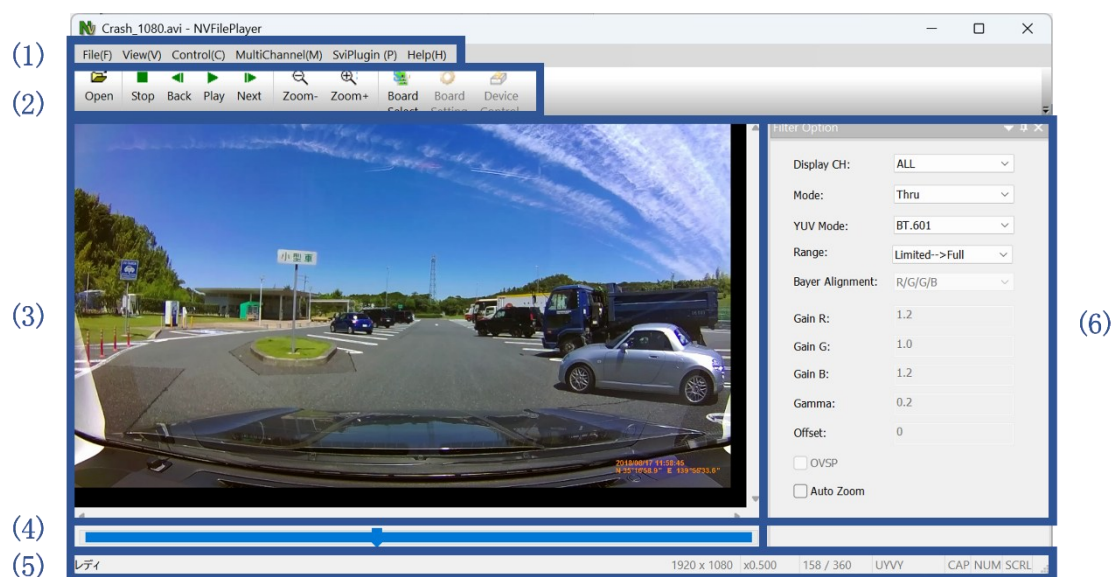 Crash_1080.avi - NVFilePlayer
(1)
File(F) View(V) Control(C) MultiChannel(M) SviPlugin (P) Help(H)
(2)
Open Stop Back Play Next Zoom- Zoom+ Board Select Board Setting Device Control
(3)
小型車
2018/08/17 11:58:45
Filter Option
Display CH: ALL
Mode: Thru
YUV Mode: BT.601
Range: Limited-->Full
Bayer Alignment: R/G/G/B
Gain R: 1.2
Gain G: 1.0
Gain B: 1.2
Gamma: 0.2
Offset: 0
OVSP
Auto Zoom
(6)
(4)
(5)
レディ 1920 x 1080 x0.500 158 / 360 UYVY CAP NUM SCRL